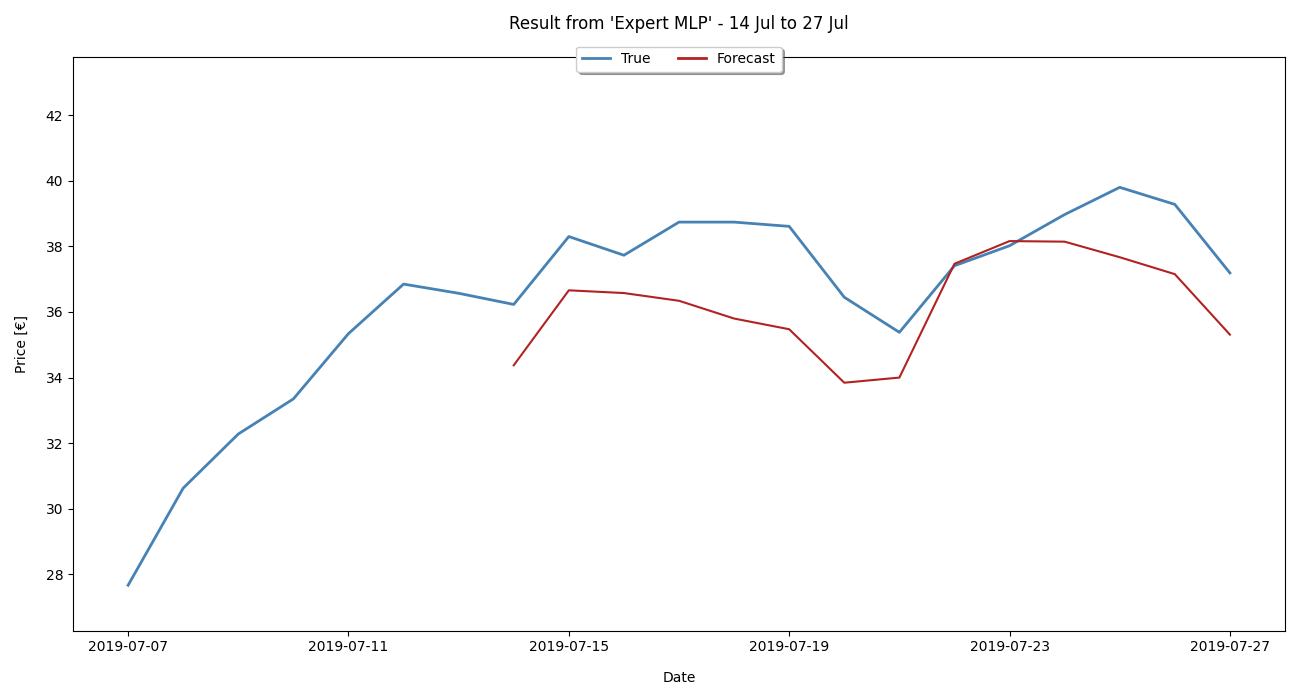 Result from 'Expert MLP' - 14 Jul to 27 Jul
True Forecast
42
40
38
36
34
32
30
28
Price [€]
2019-07-07 2019-07-11 2019-07-15 2019-07-19 2019-07-23 2019-07-27
Date